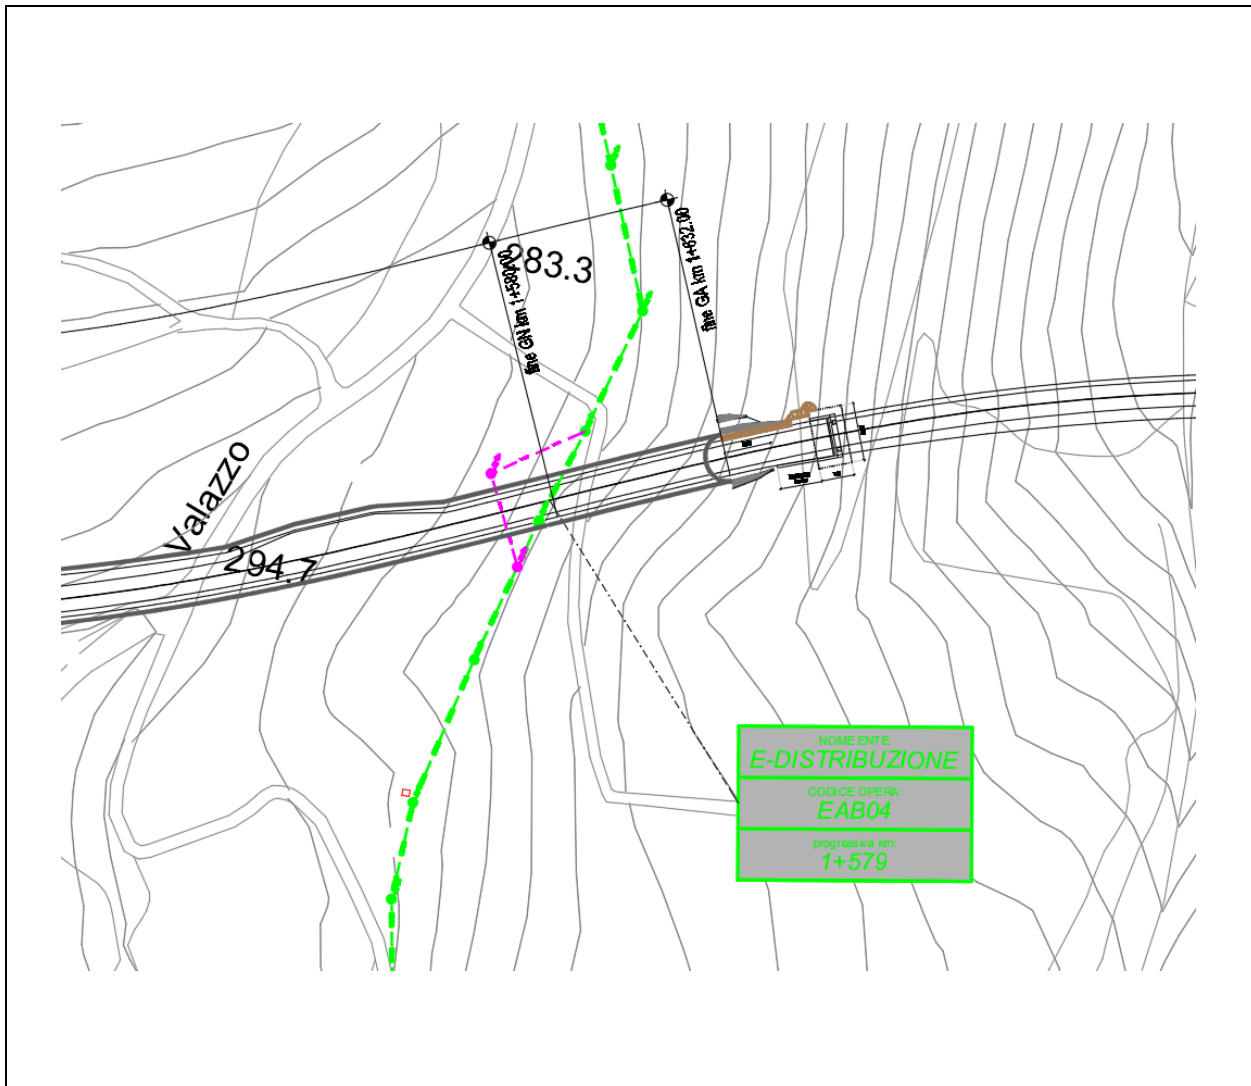 283.3
fine GN km 1+580.00
fine GA km 1+632.00
Valazzo
294.7
NOME ENTE:
E-DISTRIBUZIONE
CODICE OPERA:
EAB04
progressiva km:
1+579